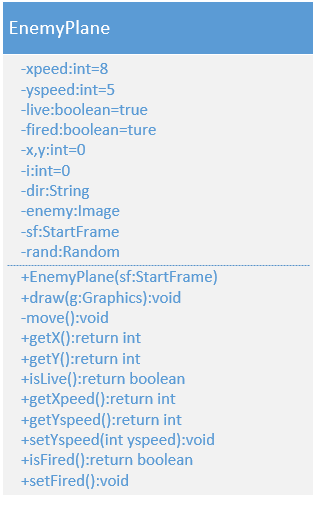 EnemyPlane
-xpeed:int=8
-yspeed:int=5
-live:boolean=true
-fired:boolean=ture
-x,y:int=0
-i:int=0
-dir:String
-enemy:Image
-sf:StartFrame
-rand:Random
+EnemyPlane(sf:StartFrame)
+draw(g:Graphics):void
-move():void
+getX():return int
+getY():return int
+isLive():return boolean
+getXpeed():return int
+getYspeed():return int
+setYspeed(int yspeed):void
+isFired():return boolean
+setFired():void